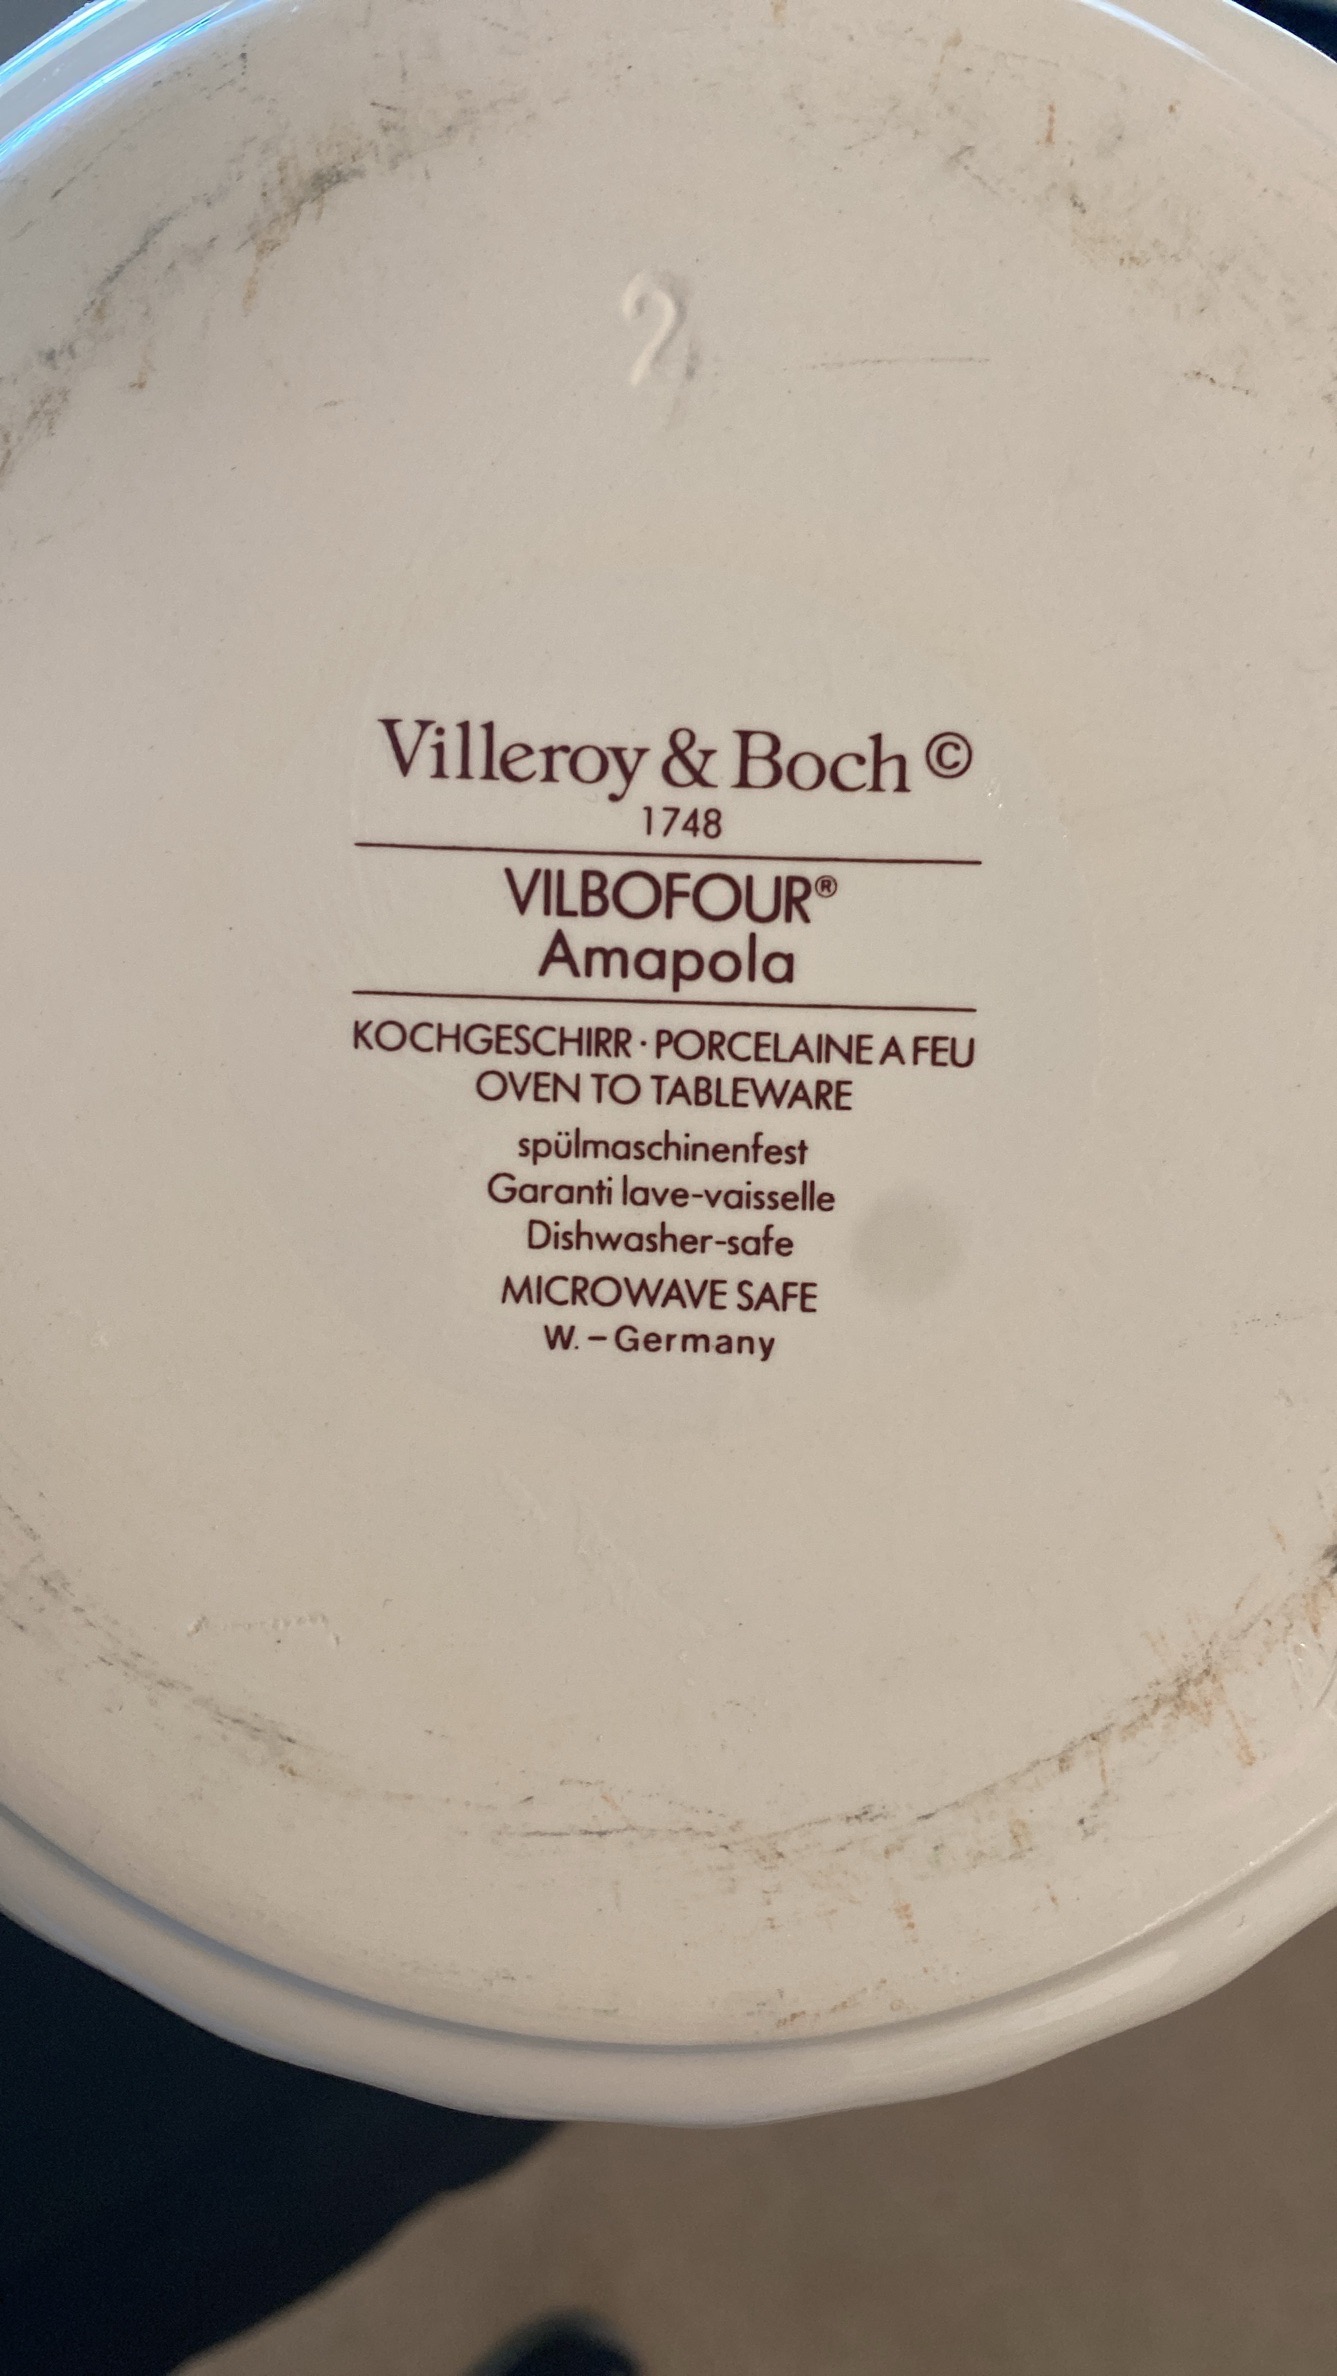 2
Villeroy & Boch ©
1748
VILBOFOUR®
Amapola
KOCHGESCHIRR · PORCELAINE A FEU
OVEN TO TABLEWARE
spülmaschinenfest
Garanti lave-vaisselle
Dishwasher-safe
MICROWAVE SAFE
W. – Germany